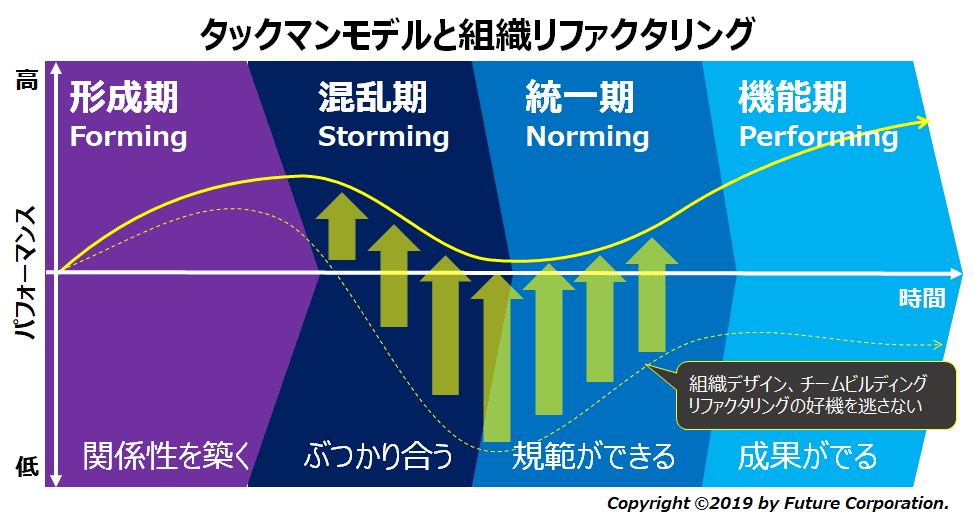 タックマンモデルと組織リファクタリング
高
形成期
Forming
混乱期
Storming
統一期
Norming
機能期
Performing
パフォーマンス
時間
組織デザイン、チームビルディング
リファクタリングの好機を逃さない
低
関係性を築く
ぶつかり合う
規範ができる
成果がでる
Copyright ©2019 by Future Corporation.